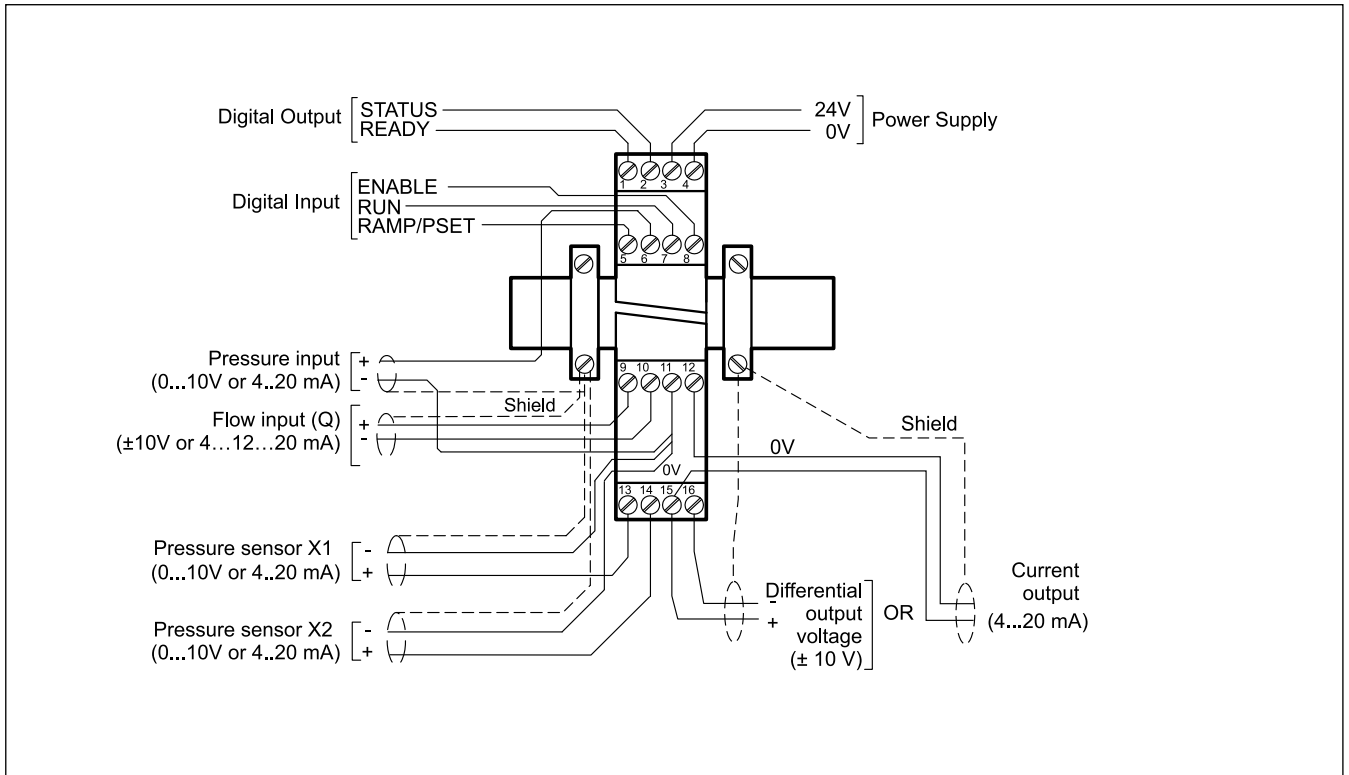 Digital Output
STATUS
READY
24V
0V
Power Supply
1 2 3 4
Digital Input
ENABLE
RUN
RAMP/PSET
5 6 7 8
Pressure input
(0...10V or 4..20 mA)
+
-
Shield
Flow input (Q)
(±10V or 4...12...20 mA)
+
-
9 10 11 12
Shield
0V
0V
13 14 15 16
Pressure sensor X1
(0...10V or 4..20 mA)
-
+
Pressure sensor X2
(0...10V or 4..20 mA)
-
+
-
+
Differential
output
voltage
(± 10 V)
OR
Current
output
(4...20 mA)